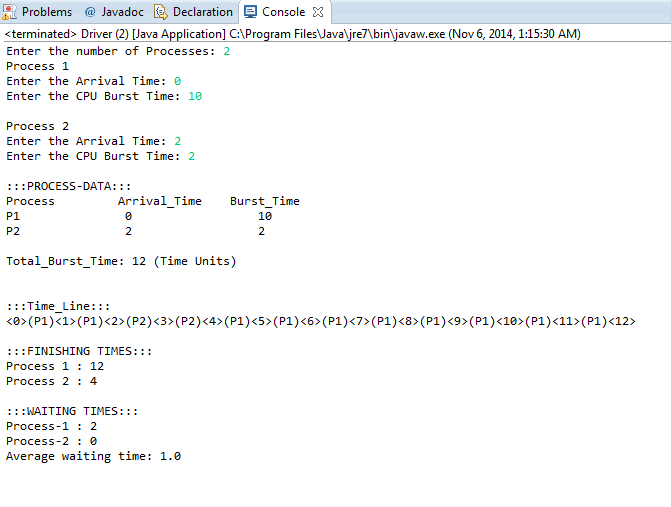 Problems @ Javadoc Declaration Console
<terminated> Driver (2) [Java Application] C:\Program Files\Java\jre7\bin\javaw.exe (Nov 6, 2014, 1:15:30 AM)
Enter the number of Processes: 2
Process 1
Enter the Arrival Time: 0
Enter the CPU Burst Time: 10
Process 2
Enter the Arrival Time: 2
Enter the CPU Burst Time: 2
:::PROCESS-DATA:::
Process Arrival_Time Burst_Time
P1 0 10
P2 2 2
Total_Burst_Time: 12 (Time Units)
:::Time_Line:::
<0>(P1)<1>(P1)<2>(P2)<3>(P2)<4>(P1)<5>(P1)<6>(P1)<7>(P1)<8>(P1)<9>(P1)<10>(P1)<11>(P1)<12>
:::FINISHING TIMES:::
Process 1 : 12
Process 2 : 4
:::WAITING TIMES:::
Process-1 : 2
Process-2 : 0
Average waiting time: 1.0